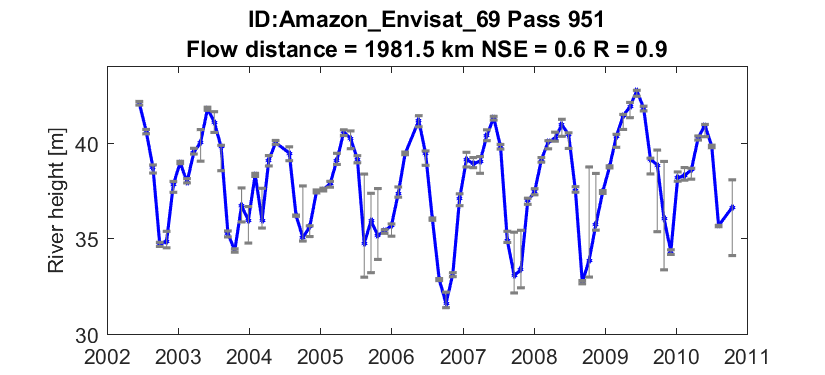 ID:Amazon_Envisat_69 Pass 951
Flow distance = 1981.5 km NSE = 0.6 R = 0.9
River height [m]
40
35
30
2002 2003 2004 2005 2006 2007 2008 2009 2010 2011